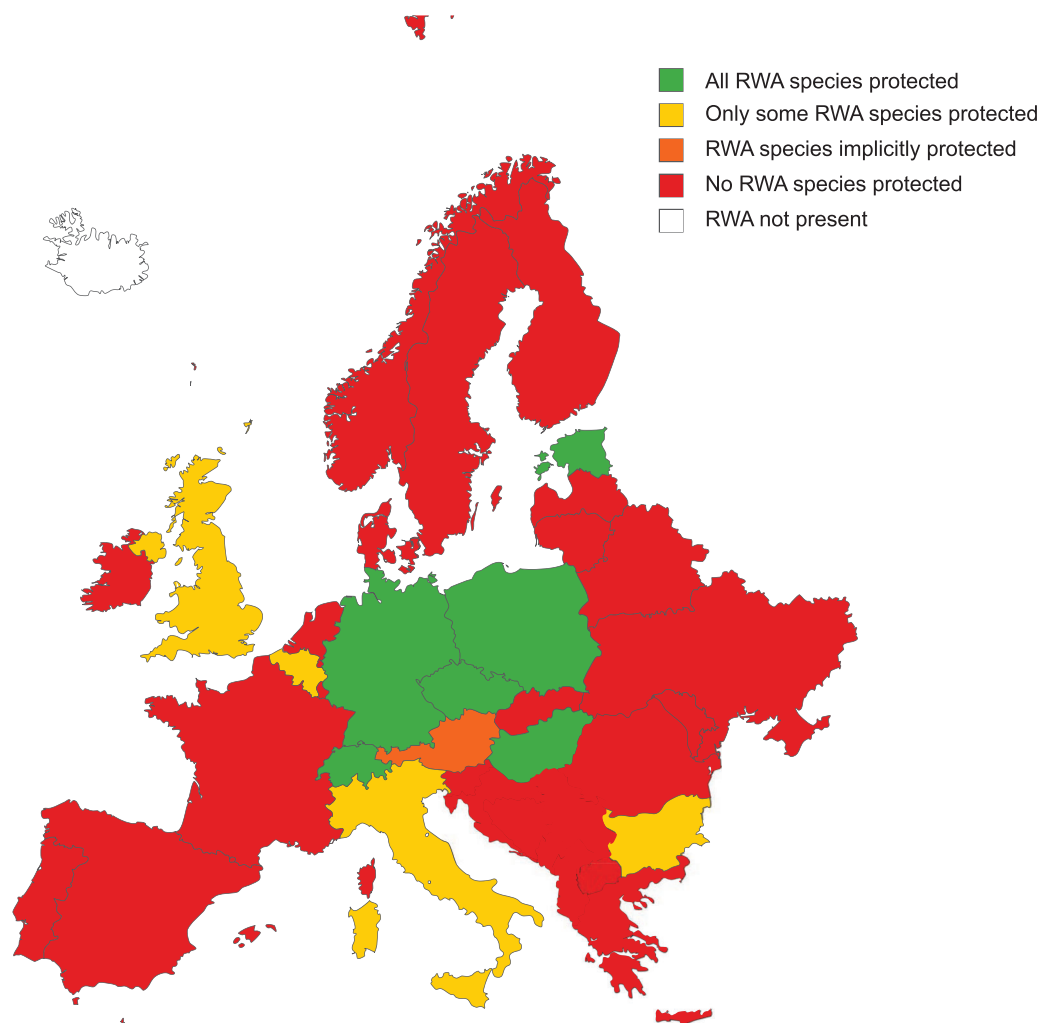 All RWA species protected
Only some RWA species protected
RWA species implicitly protected
No RWA species protected
RWA not present